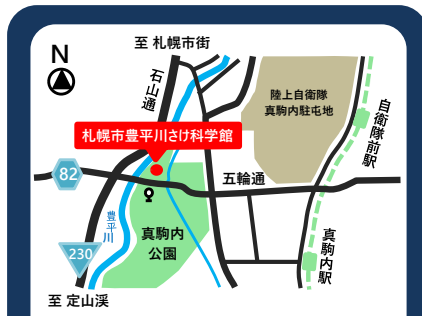 N
至 札幌市街
石山通
陸上自衛隊
真駒内駐屯地
自衛隊前駅
札幌市豊平川さけ科学館
82
五輪通
豊平川
真駒内
公園
真駒内駅
230
至 定山渓